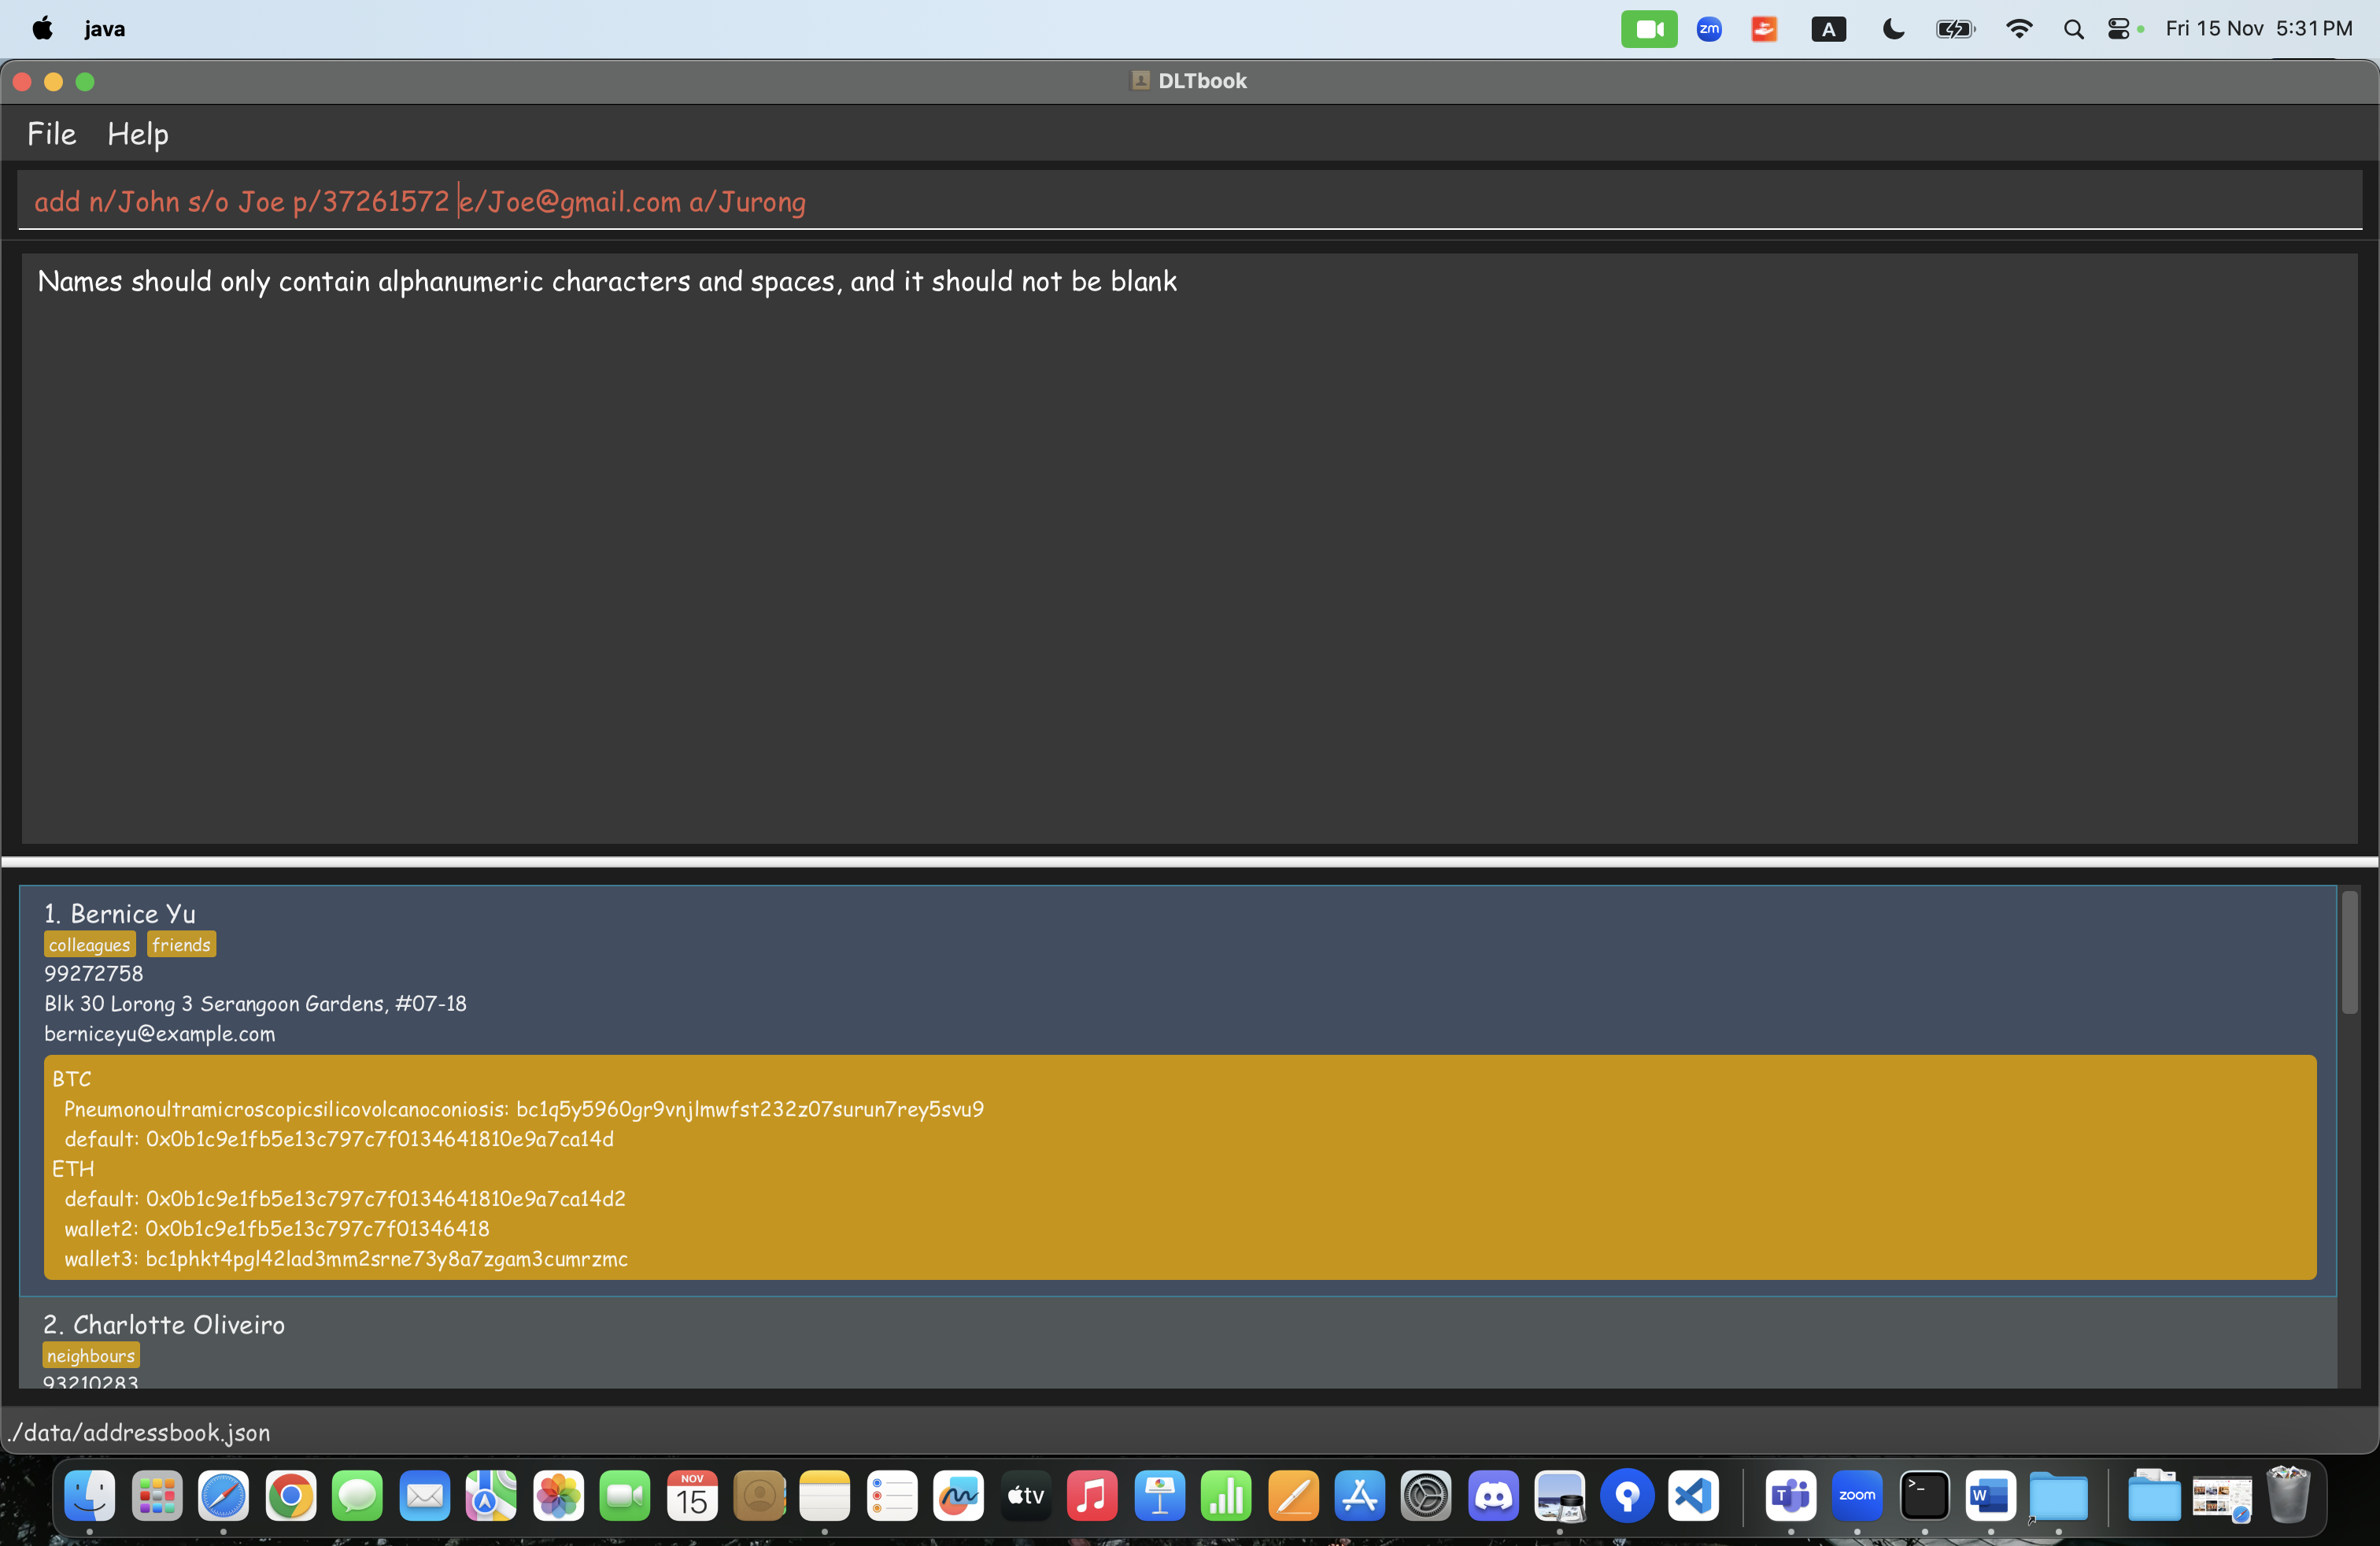 java
zm
A
Fri 15 Nov 5:31 PM
DLTbook
File Help
add n/John s/o Joe p/37261572 e/Joe@gmail.com a/Jurong
Names should only contain alphanumeric characters and spaces, and it should not be blank
1. Bernice Yu
colleagues friends
99272758
Blk 30 Lorong 3 Serangoon Gardens, #07-18
berniceyu@example.com
BTC
Pneumonoultramicroscopicsilicovolcanoconiosis: bc1q5y5960gr9vnjlmwfst232z07surun7rey5svu9
default: 0x0b1c9e1fb5e13c797c7f0134641810e9a7ca14d
ETH
default: 0x0b1c9e1fb5e13c797c7f0134641810e9a7ca14d2
wallet2: 0x0b1c9e1fb5e13c797c7f01346418
wallet3: bc1phkt4pgl42lad3mm2srne73y8a7zgam3cumrzmc
2. Charlotte Oliveiro
neighbours
93210283
./data/addressbook.json
NOV
15
tv
T
zoom
>_
W